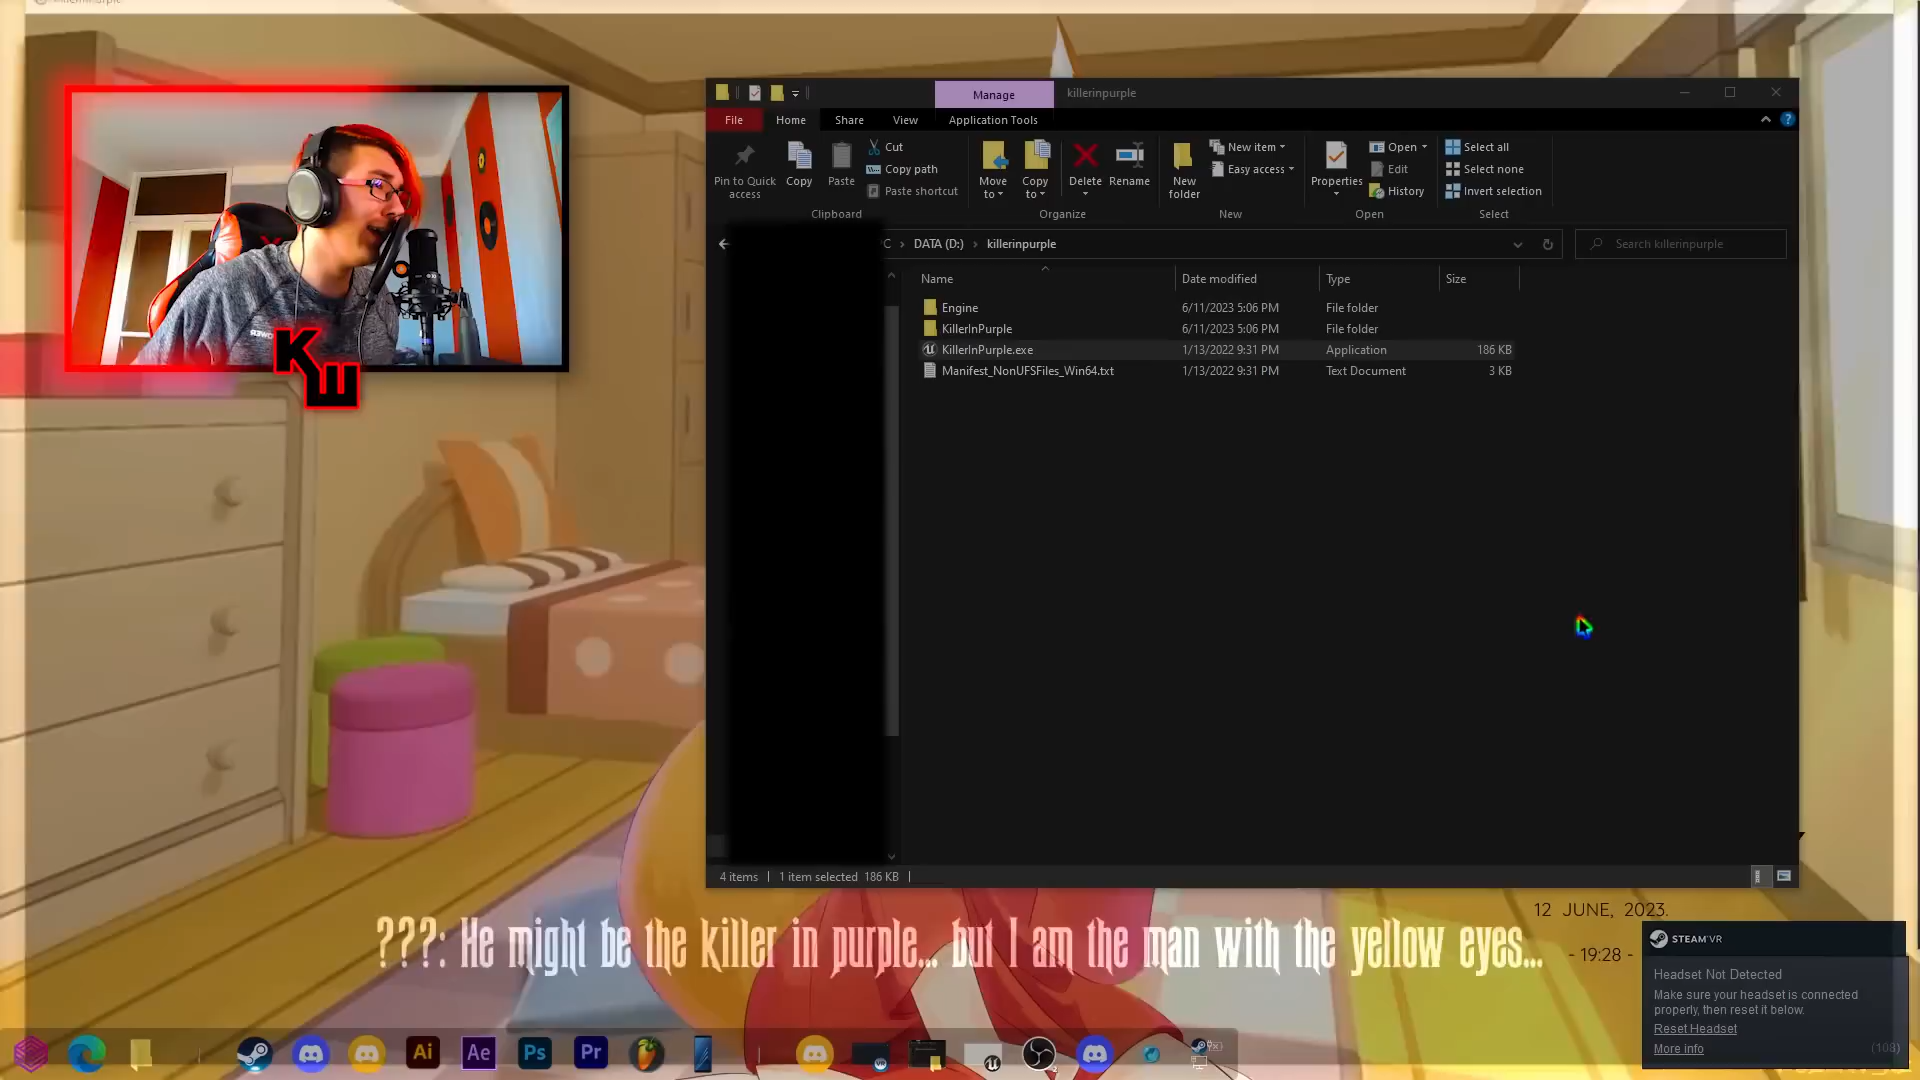 killerinpurple
Manage
killerinpurple
File
Home
Share
View
Application Tools
Pin to Quick
access
Copy
Paste
Cut
Copy path
Paste shortcut
Move
to
Copy
to
Delete
Rename
New
folder
New item
Easy access
Properties
Open
Edit
History
Select all
Select none
Invert selection
Clipboard
Organize
New
Open
Select
C > DATA (D:) > killerinpurple
Search killerinpurple
Name Date modified Type Size
Engine 6/11/2023 5:06 PM File folder
KillerInPurple 6/11/2023 5:06 PM File folder
KillerInPurple.exe 1/13/2022 9:31 PM Application 186 KB
Manifest_NonUFSFiles_Win64.txt 1/13/2022 9:31 PM Text Document 3 KB
KW
4 items 1 item selected 186 KB
12 JUNE, 2023.
- 19:28 -
???: He might be the killer in purple... but I am the man with the yellow eyes...
STEAMVR
Headset Not Detected
Make sure your headset is connected
properly, then reset it below.
Reset Headset
More info
(108)
Ai
Ae
Ps
Pr